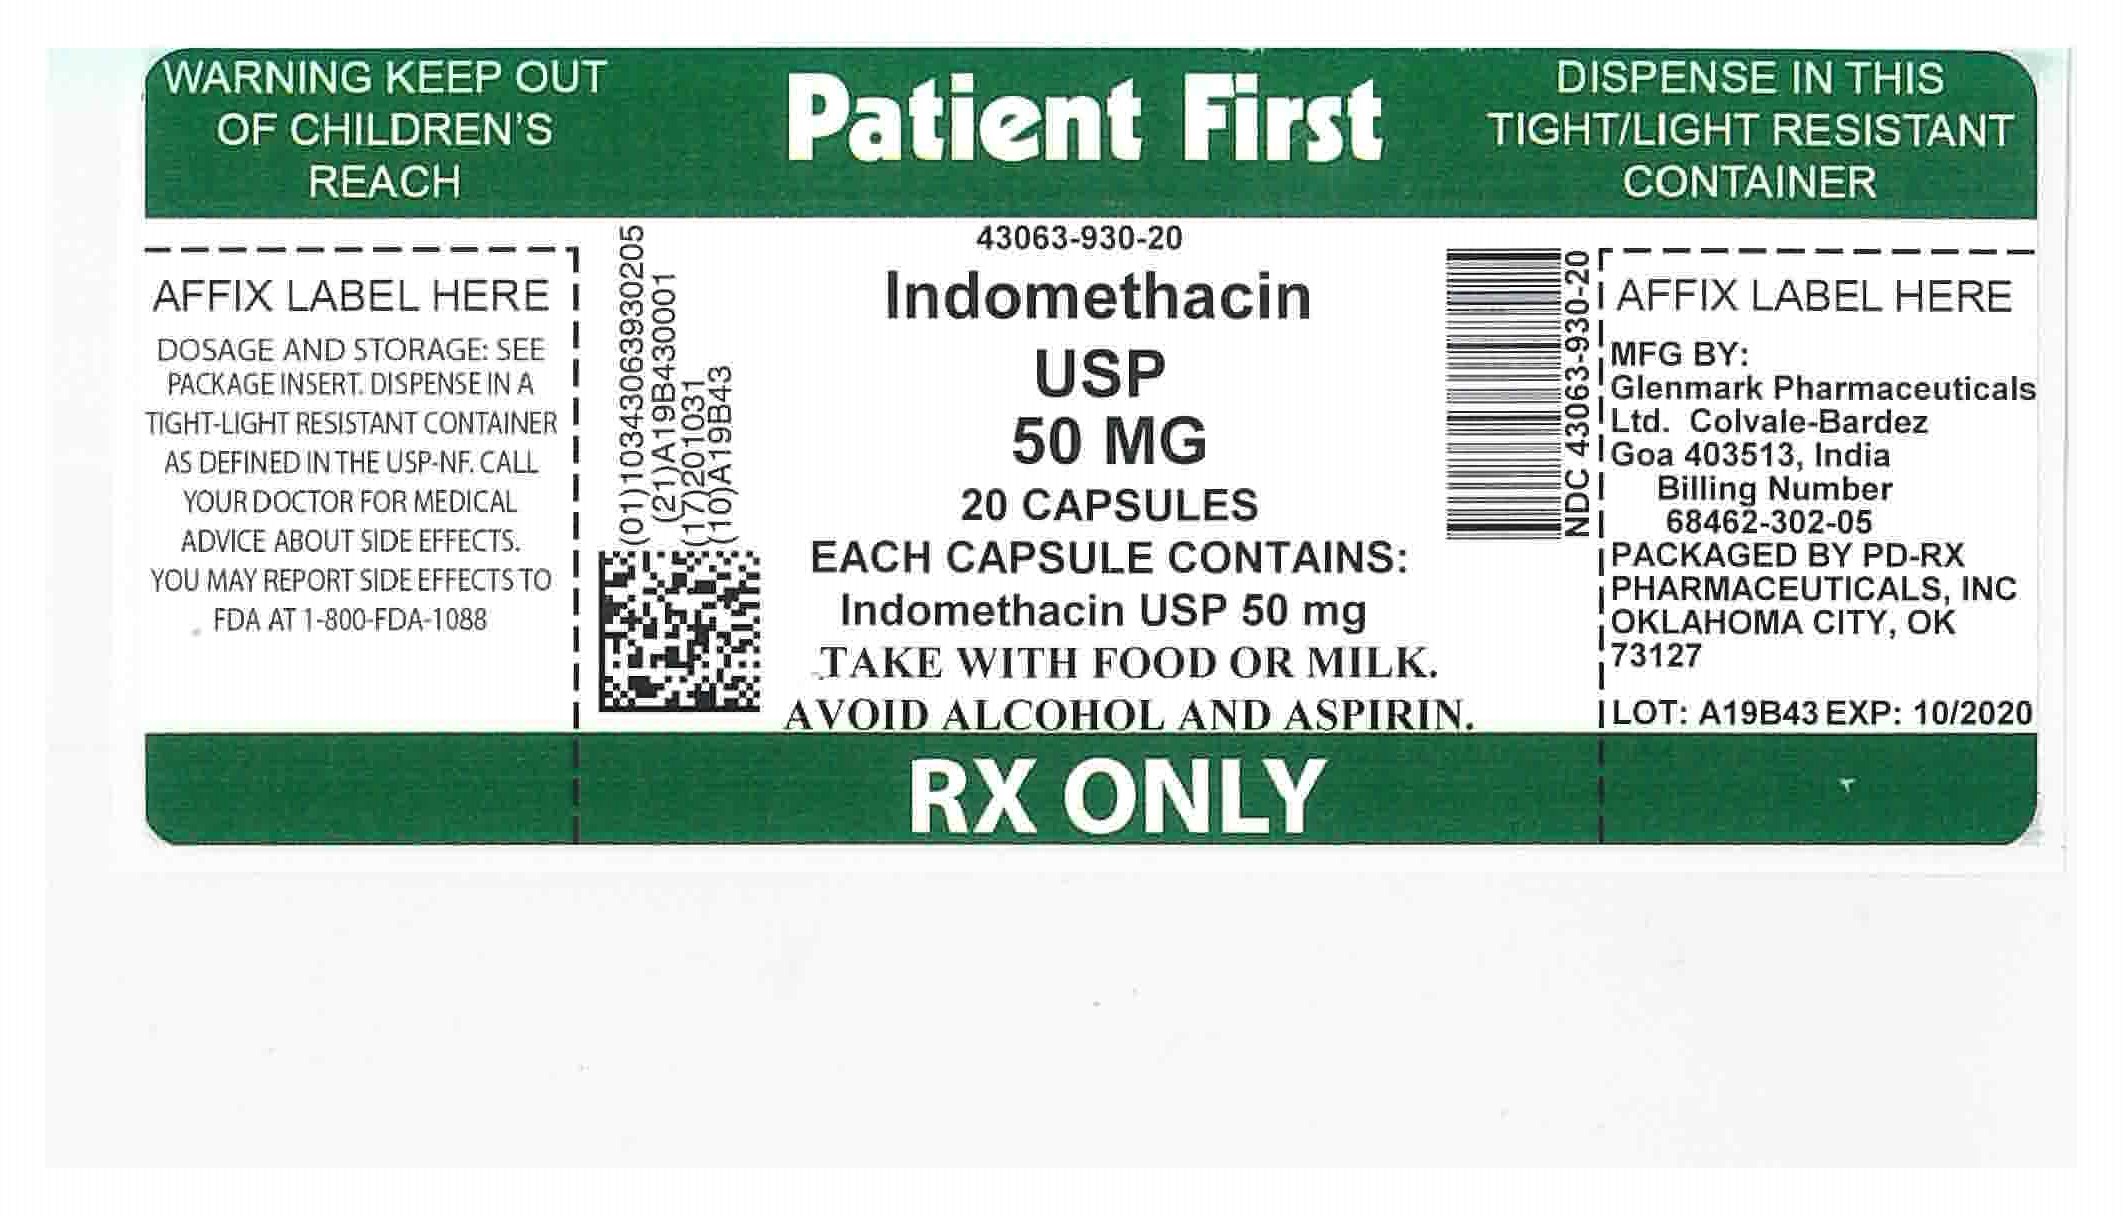 WARNING KEEP OUT
OF CHILDREN'S
REACH
Patient First
DISPENSE IN THIS
TIGHT/LIGHT RESISTANT
CONTAINER
AFFIX LABEL HERE
DOSAGE AND STORAGE: SEE
PACKAGE INSERT. DISPENSE IN A
TIGHT-LIGHT RESISTANT CONTAINER
AS DEFINED IN THE USP-NF. CALL
YOUR DOCTOR FOR MEDICAL
ADVICE ABOUT SIDE EFFECTS.
YOU MAY REPORT SIDE EFFECTS TO
FDA AT 1-800-FDA-1088
(01)10343063930205
(21)A19B430001
(17)201031
(10)A19B43
43063-930-20
Indomethacin
USP
50 MG
20 CAPSULES
EACH CAPSULE CONTAINS:
Indomethacin USP 50 mg
TAKE WITH FOOD OR MILK.
AVOID ALCOHOL AND ASPIRIN.
NDC 43063-930-20
AFFIX LABEL HERE
MFG BY:
Glenmark Pharmaceuticals
Ltd. Colvale-Bardez
Goa 403513, India
Billing Number
68462-302-05
PACKAGED BY PD-RX
PHARMACEUTICALS, INC
OKLAHOMA CITY, OK
73127
LOT: A19B43 EXP: 10/2020
RX ONLY